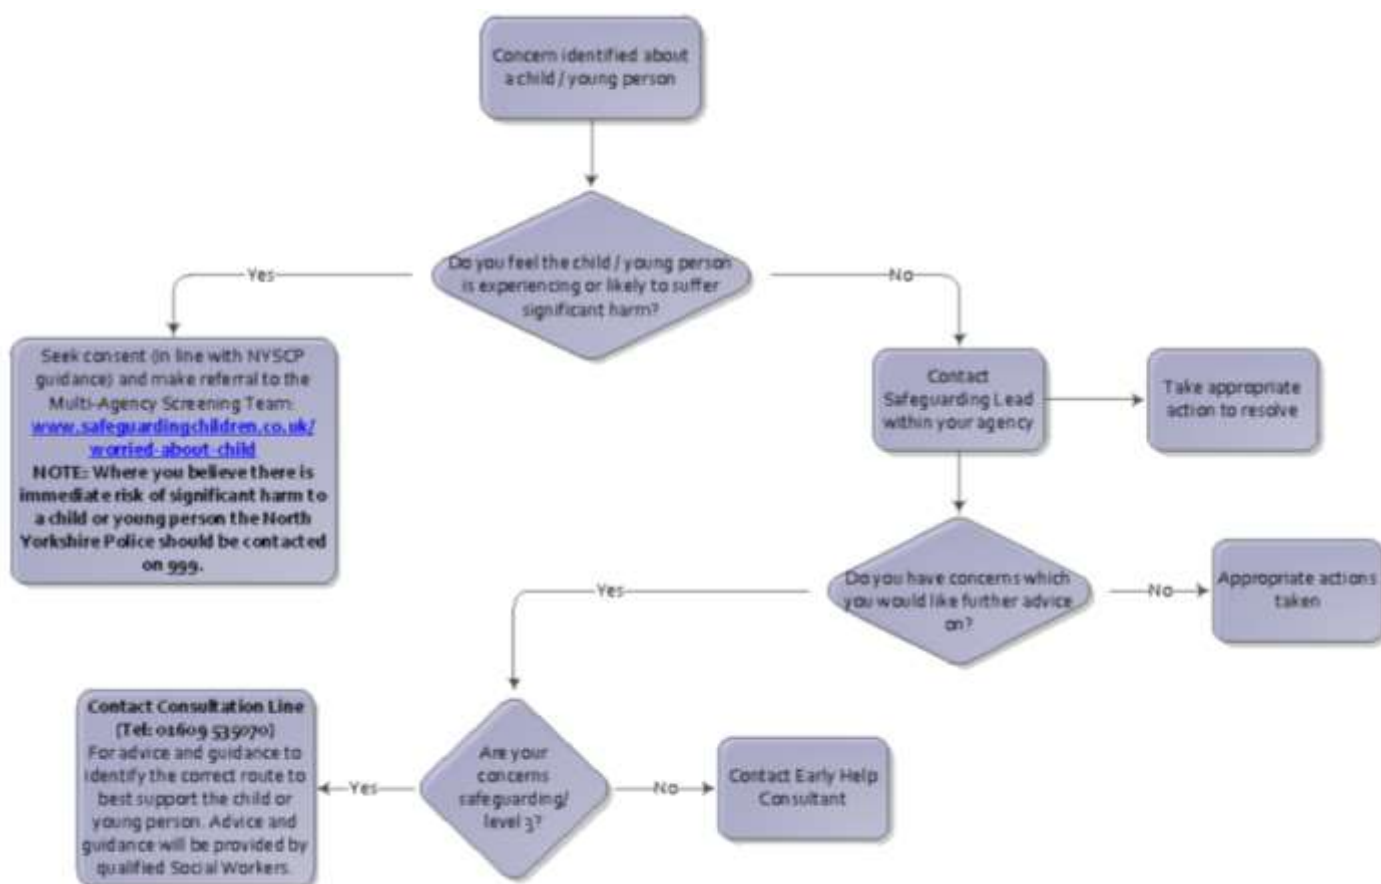 Concern identified about
a child / young person
Do you feel the child / young person
is experiencing or likely to suffer
significant harm?
Yes
No
Seek consent (in line with NYSCP
guidance) and make referral to the
Multi-Agency Screening Team:
www.safeguardingchildren.co.uk/
worried-about-child
NOTE: Where you believe there is
immediate risk of significant harm to
a child or young person the North
Yorkshire Police should be contacted
on 999.
Contact
Safeguarding Lead
within your agency
Take appropriate
action to resolve
Do you have concerns which
you would like further advice
on?
Yes
No
Appropriate actions
taken
Are your
concerns
safeguarding/
level 3?
Yes
No
Contact Consultation Line
(Tel: 01609 539070)
For advice and guidance to
identify the correct route to
best support the child or
young person. Advice and
guidance will be provided by
qualified Social Workers.
Contact Early Help
Consultant